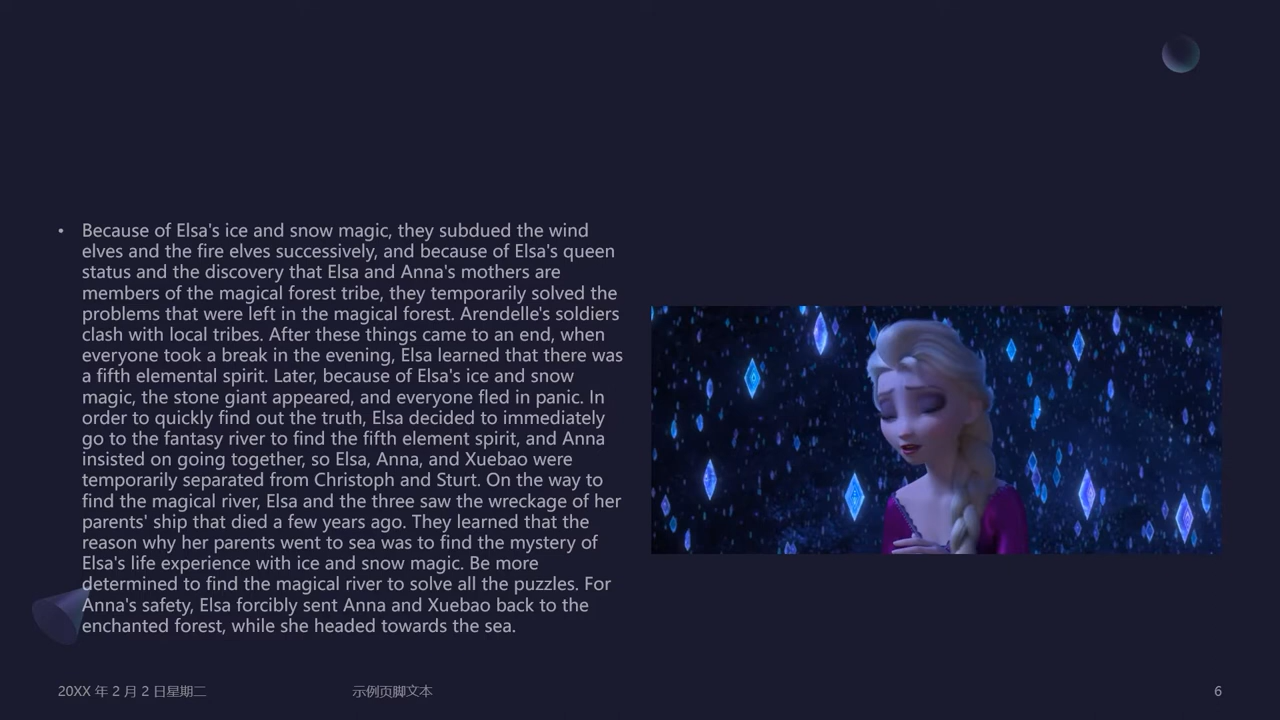 • Because of Elsa's ice and snow magic, they subdued the wind
elves and the fire elves successively, and because of Elsa's queen
status and the discovery that Elsa and Anna's mothers are
members of the magical forest tribe, they temporarily solved the
problems that were left in the magical forest. Arendelle's soldiers
clash with local tribes. After these things came to an end, when
everyone took a break in the evening, Elsa learned that there was
a fifth elemental spirit. Later, because of Elsa's ice and snow
magic, the stone giant appeared, and everyone fled in panic. In
order to quickly find out the truth, Elsa decided to immediately
go to the fantasy river to find the fifth element spirit, and Anna
insisted on going together, so Elsa, Anna, and Xuebao were
temporarily separated from Christoph and Sturt. On the way to
find the magical river, Elsa and the three saw the wreckage of her
parents' ship that died a few years ago. They learned that the
reason why her parents went to sea was to find the mystery of
Elsa's life experience with ice and snow magic. Be more
determined to find the magical river to solve all the puzzles. For
Anna's safety, Elsa forcibly sent Anna and Xuebao back to the
enchanted forest, while she headed towards the sea.
20XX 年 2 月 2 日星期二
示例页脚文本
6